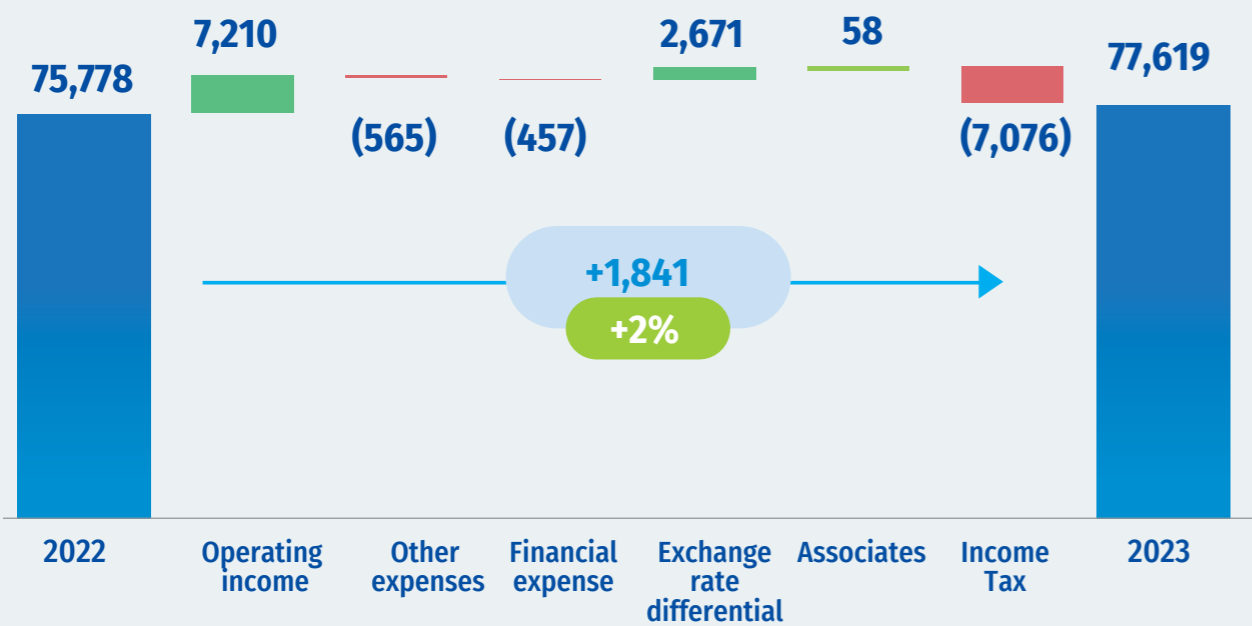 75,778
7,210
(565)
(457)
2,671
58
(7,076)
77,619
+1,841
+2%
2022
Operating
income
Other
expenses
Financial
expense
Exchange
rate
differential
Associates
Income
Tax
2023